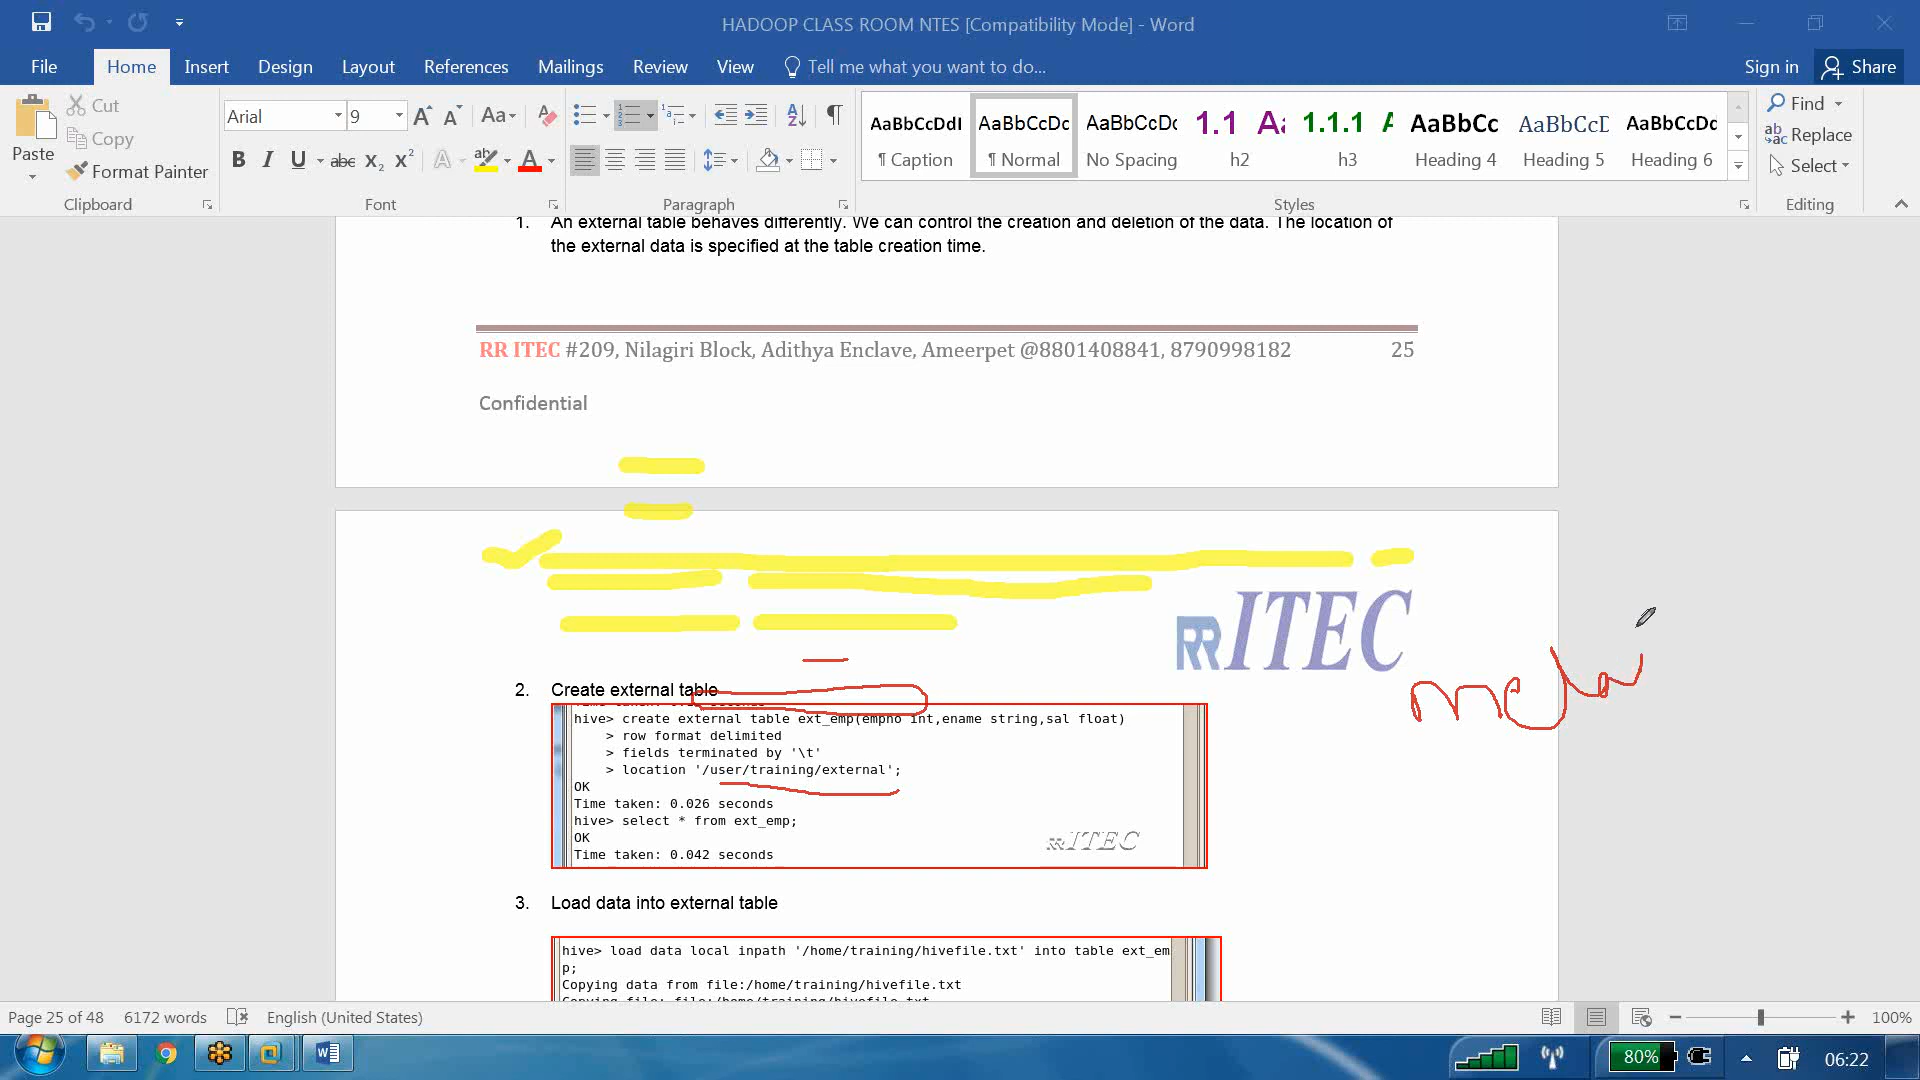 HADOOP CLASS ROOM NTES [Compatibility Mode] - Word
File Home Insert Design Layout References Mailings Review View Tell me what you want to do... Sign in Share
Cut
Copy
Paste
Format Painter
Clipboard
Arial 9
Font
Paragraph
AaBbCcDdI AaBbCcDc AaBbCcDc 1.1 Aa 1.1.1 A AaBbCc AaBbCcD AaBbCcDd
¶ Caption ¶ Normal No Spacing h2 h3 Heading 4 Heading 5 Heading 6
Styles
Find
Replace
Select
Editing
1. An external table behaves differently. We can control the creation and deletion of the data. The location of
the external data is specified at the table creation time.
RR ITEC #209, Nilagiri Block, Adithya Enclave, Ameerpet @8801408841, 8790998182 25
Confidential
RR ITEC
2. Create external table
hive> create external table ext_emp(empno int,ename string,sal float)
> row format delimited
> fields terminated by '\t'
> location '/user/training/external';
OK
Time taken: 0.026 seconds
hive> select * from ext_emp;
OK
Time taken: 0.042 seconds
RR ITEC
3. Load data into external table
hive> load data local inpath '/home/training/hivefile.txt' into table ext_em
p;
Copying data from file:/home/training/hivefile.txt
Copying file: file:/home/training/hivefile.txt
Page 25 of 48 6172 words English (United States) 100%
80% 06:22